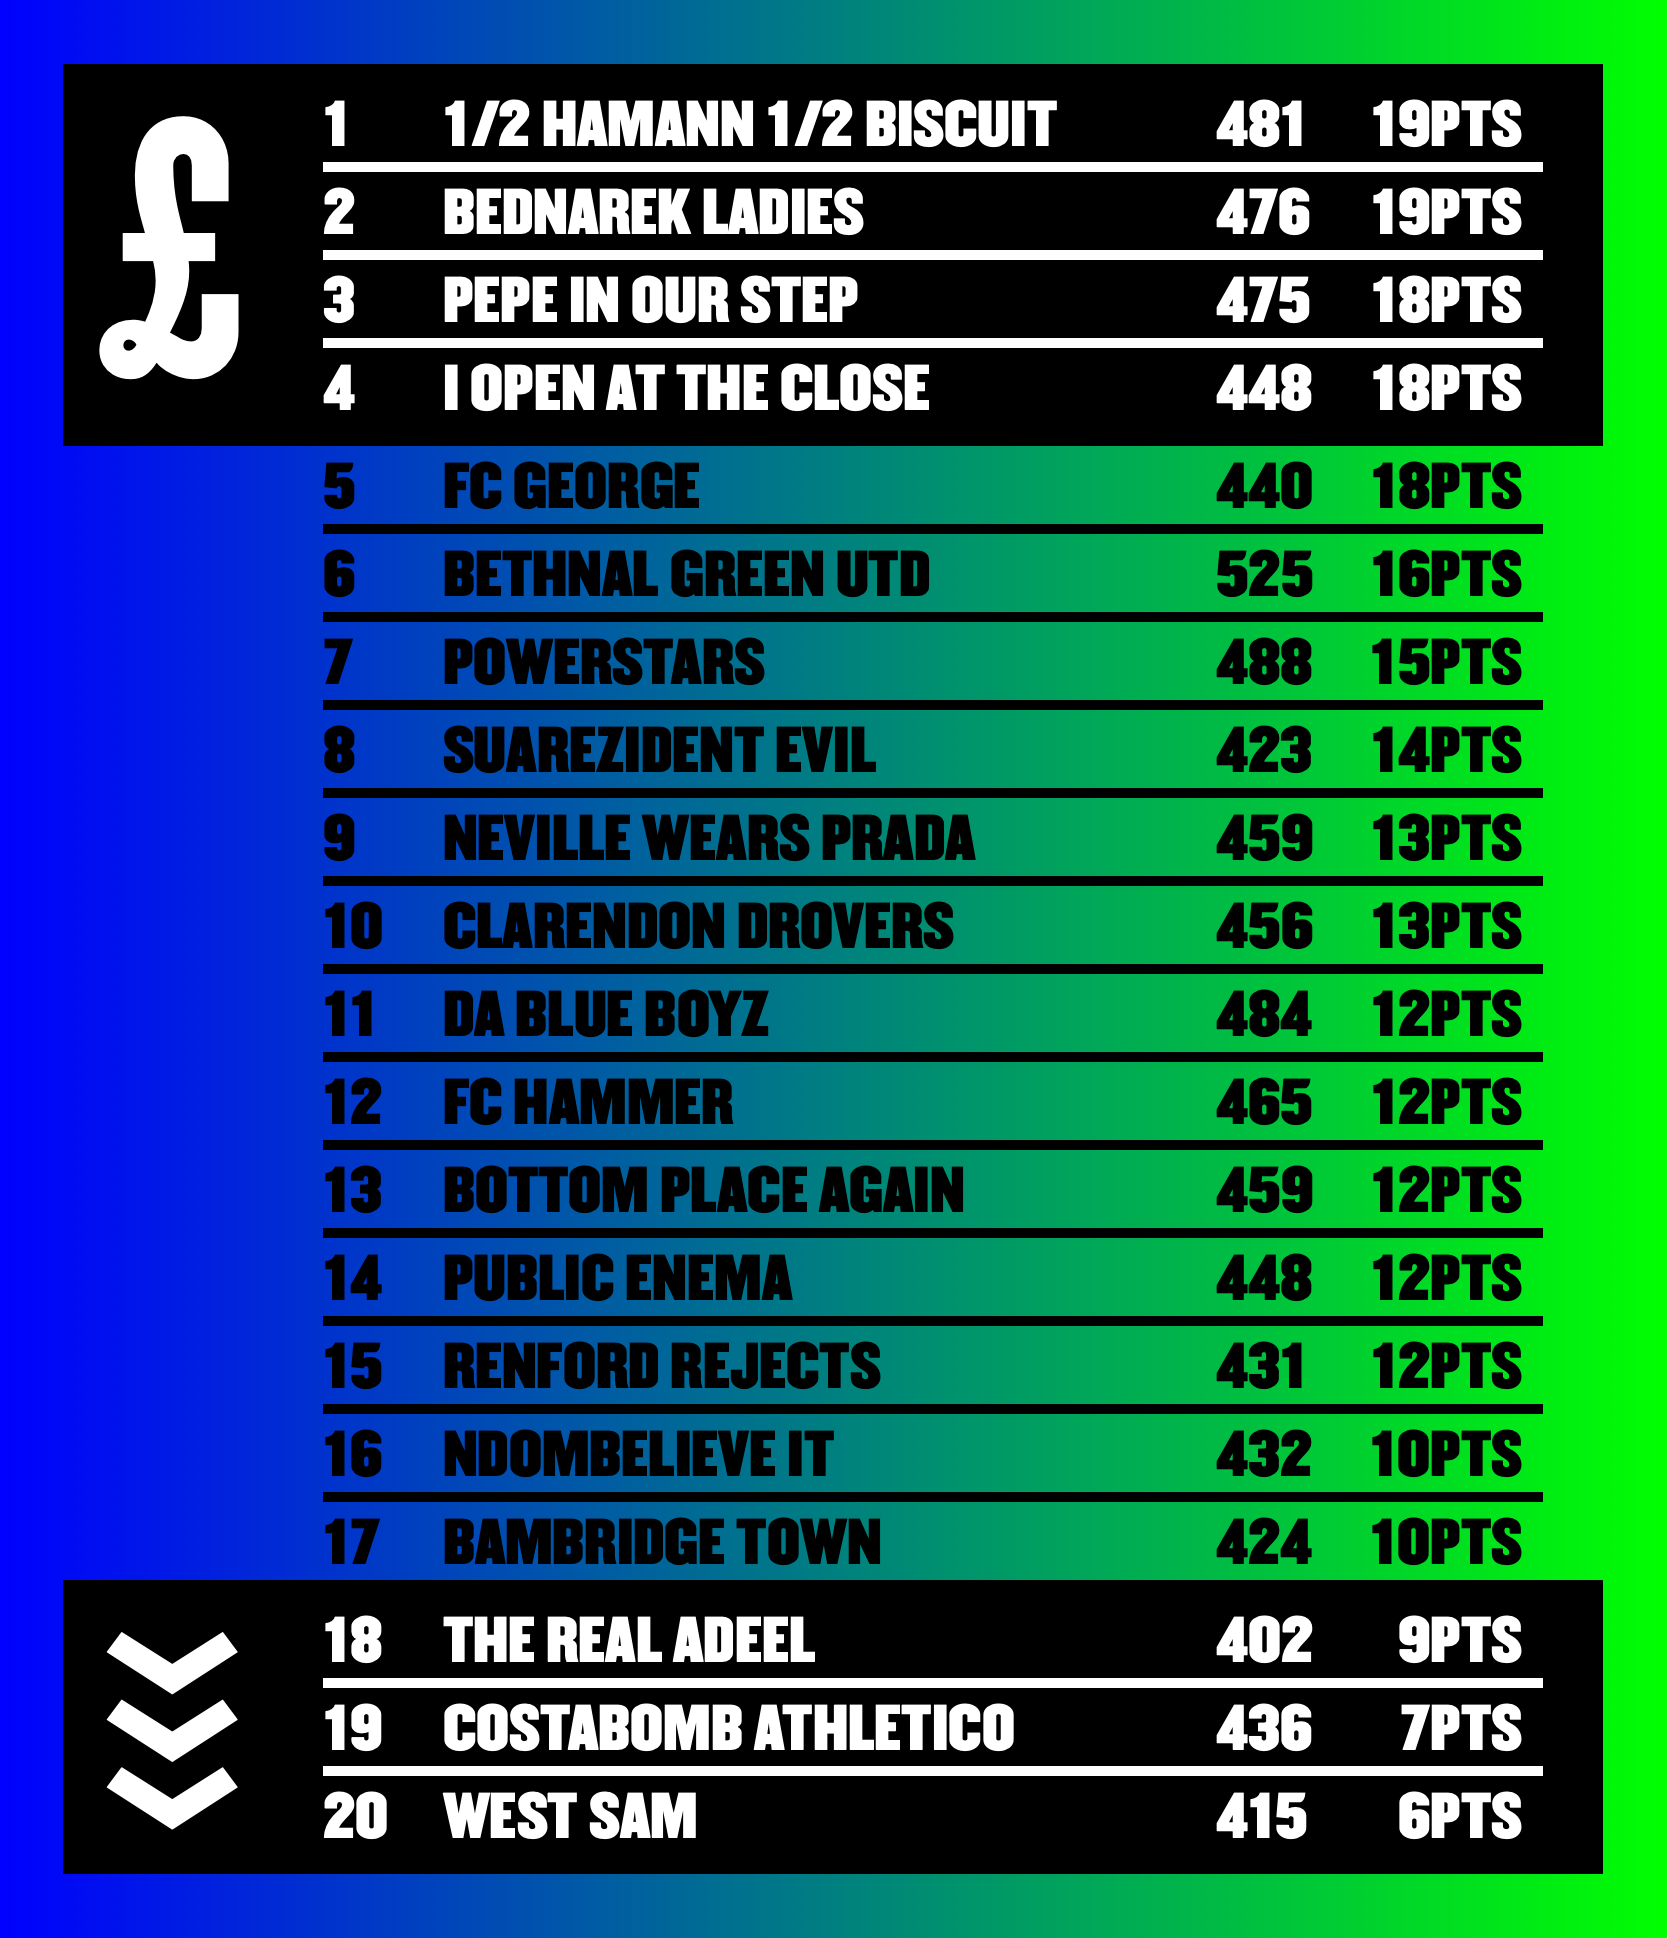 £
1 1/2 HAMANN 1/2 BISCUIT 481 19PTS
2 BEDNAREK LADIES 476 19PTS
3 PEPE IN OUR STEP 475 18PTS
4 I OPEN AT THE CLOSE 448 18PTS
5 FC GEORGE 440 18PTS
6 BETHNAL GREEN UTD 525 16PTS
7 POWERSTARS 488 15PTS
8 SUAREZIDENT EVIL 423 14PTS
9 NEVILLE WEARS PRADA 459 13PTS
10 CLARENDON DROVERS 456 13PTS
11 DA BLUE BOYZ 484 12PTS
12 FC HAMMER 465 12PTS
13 BOTTOM PLACE AGAIN 459 12PTS
14 PUBLIC ENEMA 448 12PTS
15 RENFORD REJECTS 431 12PTS
16 NDOMBELIEVE IT 432 10PTS
17 BAMBRIDGE TOWN 424 10PTS
18 THE REAL ADEEL 402 9PTS
19 COSTABOMB ATHLETICO 436 7PTS
20 WEST SAM 415 6PTS